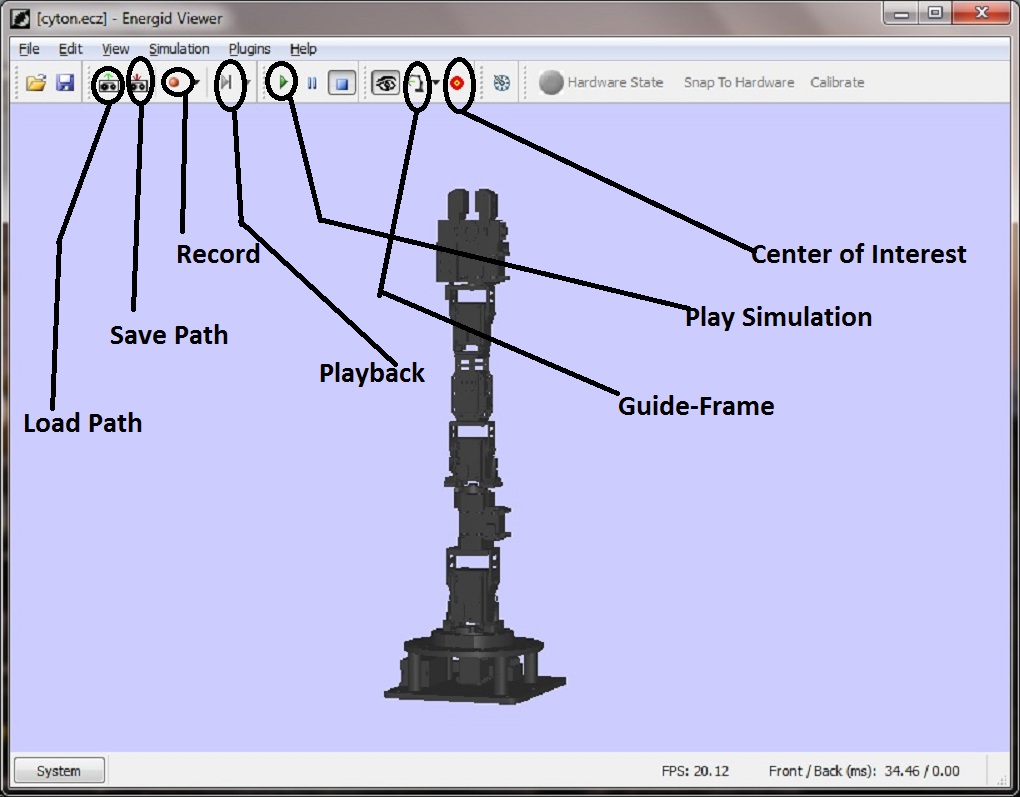 [cyton.ecz] - Energid Viewer
File Edit View Simulation Plugins Help
Hardware State Snap To Hardware Calibrate
Record
Center of Interest
Play Simulation
Save Path
Playback
Guide-Frame
Load Path
System
FPS: 20.12
Front / Back (ms): 34.46 / 0.00